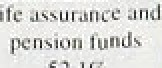 ife assurance and
pension funds